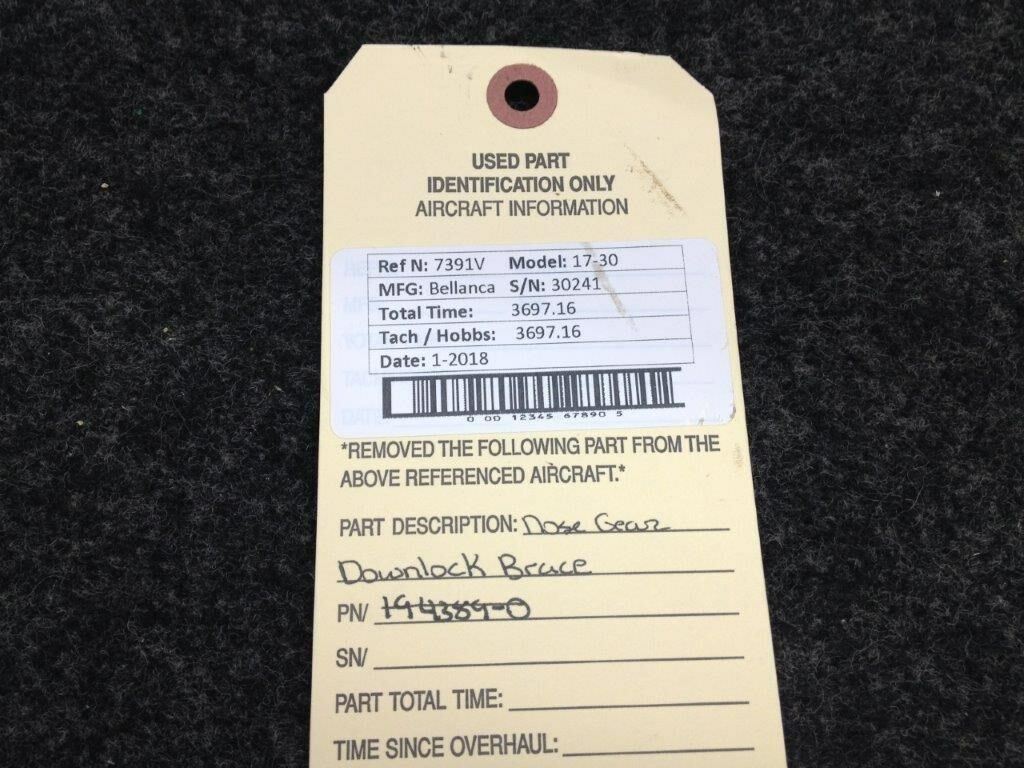 USED PART
IDENTIFICATION ONLY
AIRCRAFT INFORMATION
Ref N: 7391V Model: 17-30
MFG: Bellanca S/N: 30241
Total Time: 3697.16
Tach / Hobbs: 3697.16
Date: 1-2018
0 00 12345 67890 5
*REMOVED THE FOLLOWING PART FROM THE
ABOVE REFERENCED AIRCRAFT.*
PART DESCRIPTION: Nose Gear
Downlock Brace
PN/ 194389-0
SN/
PART TOTAL TIME:
TIME SINCE OVERHAUL: